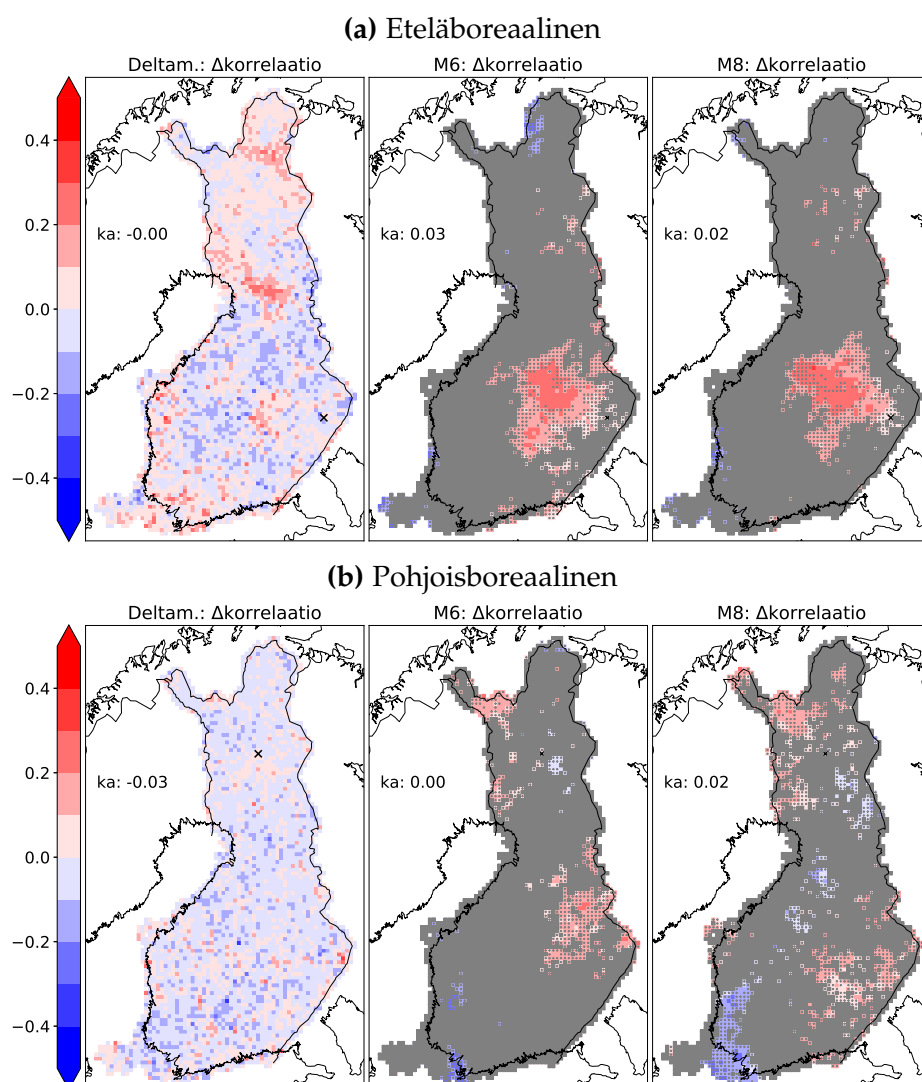 (a) Eteläboreaalinen
Deltam.: Δkorrelaatio
M6: Δkorrelaatio
M8: Δkorrelaatio
0.4
0.2
0.0
−0.2
−0.4
ka: -0.00
ka: 0.03
ka: 0.02
(b) Pohjoisboreaalinen
Deltam.: Δkorrelaatio
M6: Δkorrelaatio
M8: Δkorrelaatio
0.4
0.2
0.0
−0.2
−0.4
ka: -0.03
ka: 0.00
ka: 0.02